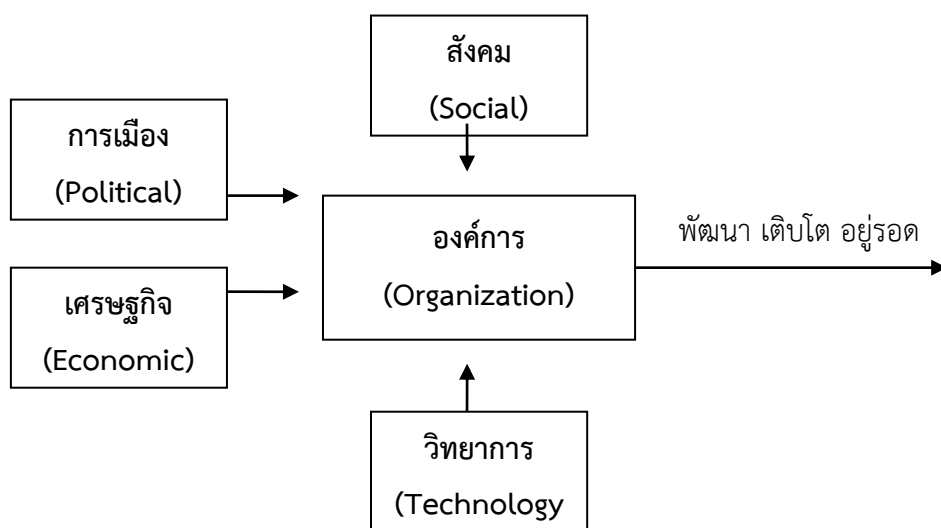 สังคม
(Social)
การเมือง
(Political)
องค์การ
(Organization)
พัฒนา เติบโต อยู่รอด
เศรษฐกิจ
(Economic)
วิทยาการ
(Technology